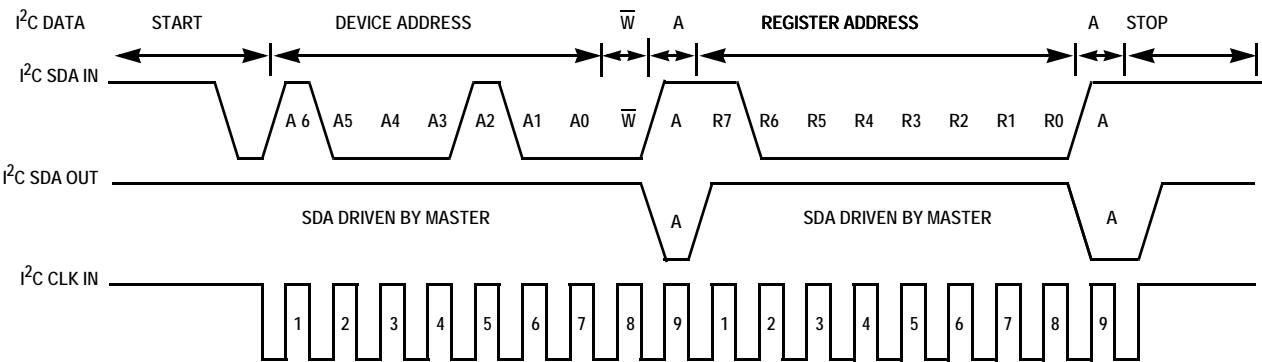 I²C DATA START DEVICE ADDRESS W̅ A REGISTER ADDRESS A STOP
I²C SDA IN
A 6 A5 A4 A3 A2 A1 A0 W̅ A R7 R6 R5 R4 R3 R2 R1 R0 A
I²C SDA OUT
SDA DRIVEN BY MASTER A SDA DRIVEN BY MASTER A
I²C CLK IN
1 2 3 4 5 6 7 8 9 1 2 3 4 5 6 7 8 9